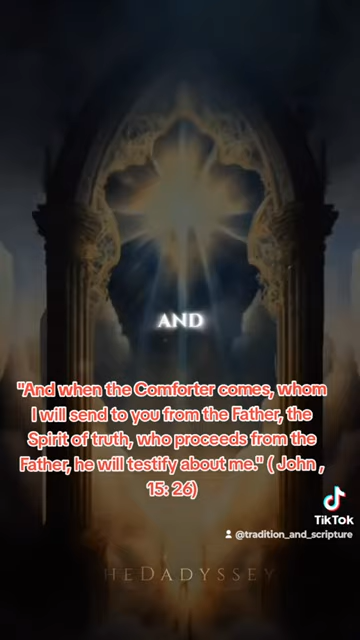 AND
"And when the Comforter comes, whom
I will send to you from the Father, the
Spirit of truth, who proceeds from the
Father, he will testify about me." ( John ,
15: 26)
TikTok
@tradition_and_scripture
HEDADYSSEY